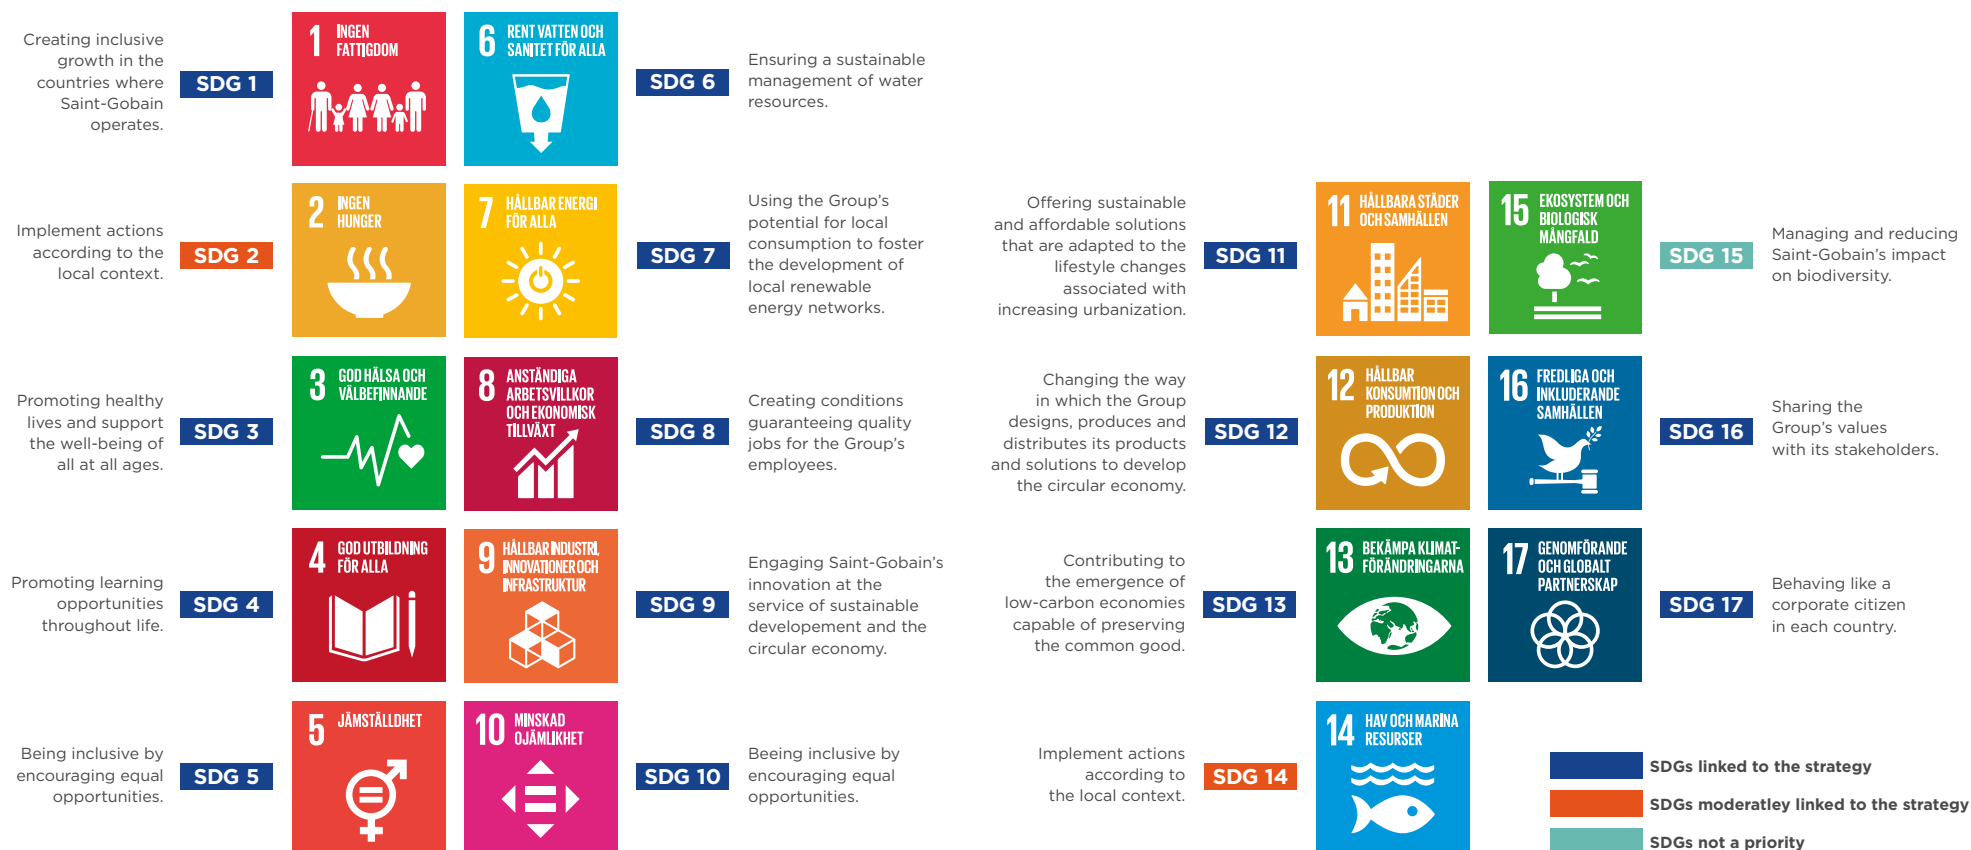 Creating inclusive
growth in the
countries where
Saint-Gobain
operates.
SDG 1
1 INGEN
FATTIGDOM
6 RENT VATTEN OCH
SANITET FÖR ALLA
SDG 6
Ensuring a sustainable
management of water
resources.
Implement actions
according to the
local context.
SDG 2
2 INGEN
HUNGER
7 HÅLLBAR ENERGI
FÖR ALLA
SDG 7
Using the Group's
potential for local
consumption to foster
the development of
local renewable
energy networks.
Promoting healthy
lives and support
the well-being of
all at all ages.
SDG 3
3 GOD HÄLSA OCH
VÄLBEFINNANDE
8 ANSTÄNDIGA
ARBETSVILLKOR
OCH EKONOMISK
TILLVÄXT
SDG 8
Creating conditions
guaranteeing quality
jobs for the Group's
employees.
Promoting learning
opportunities
throughout life.
SDG 4
4 GOD UTBILDNING
FÖR ALLA
9 HÅLLBAR INDUSTRI,
INNOVATIONER OCH
INFRASTRUKTUR
SDG 9
Engaging Saint-Gobain's
innovation at the
service of sustainable
developement and the
circular economy.
Being inclusive by
encouraging equal
opportunities.
SDG 5
5 JÄMSTÄLLDHET
10 MINSKAD
OJÄMLIKHET
SDG 10
Beeing inclusive by
encouraging equal
opportunities.
Offering sustainable
and affordable solutions
that are adapted to the
lifestyle changes
associated with
increasing urbanization.
SDG 11
11 HÅLLBARA STÄDER
OCH SAMHÄLLEN
15 EKOSYSTEM OCH
BIOLOGISK
MÅNGFALD
SDG 15
Managing and reducing
Saint-Gobain's impact
on biodiversity.
Changing the way
in which the Group
designs, produces and
distributes its products
and solutions to develop
the circular economy.
SDG 12
12 HÅLLBAR
KONSUMTION OCH
PRODUKTION
16 FREDLIGA OCH
INKLUDERANDE
SAMHÄLLEN
SDG 16
Sharing the
Group's values
with its stakeholders.
Contributing to
the emergence of
low-carbon economies
capable of preserving
the common good.
SDG 13
13 BEKÄMPA KLIMAT-
FÖRÄNDRINGARNA
17 GENOMFÖRANDE
OCH GLOBALT
PARTNERSKAP
SDG 17
Behaving like a
corporate citizen
in each country.
Implement actions
according to
the local context.
SDG 14
14 HAV OCH MARINA
RESURSER
SDGs linked to the strategy
SDGs moderatley linked to the strategy
SDGs not a priority